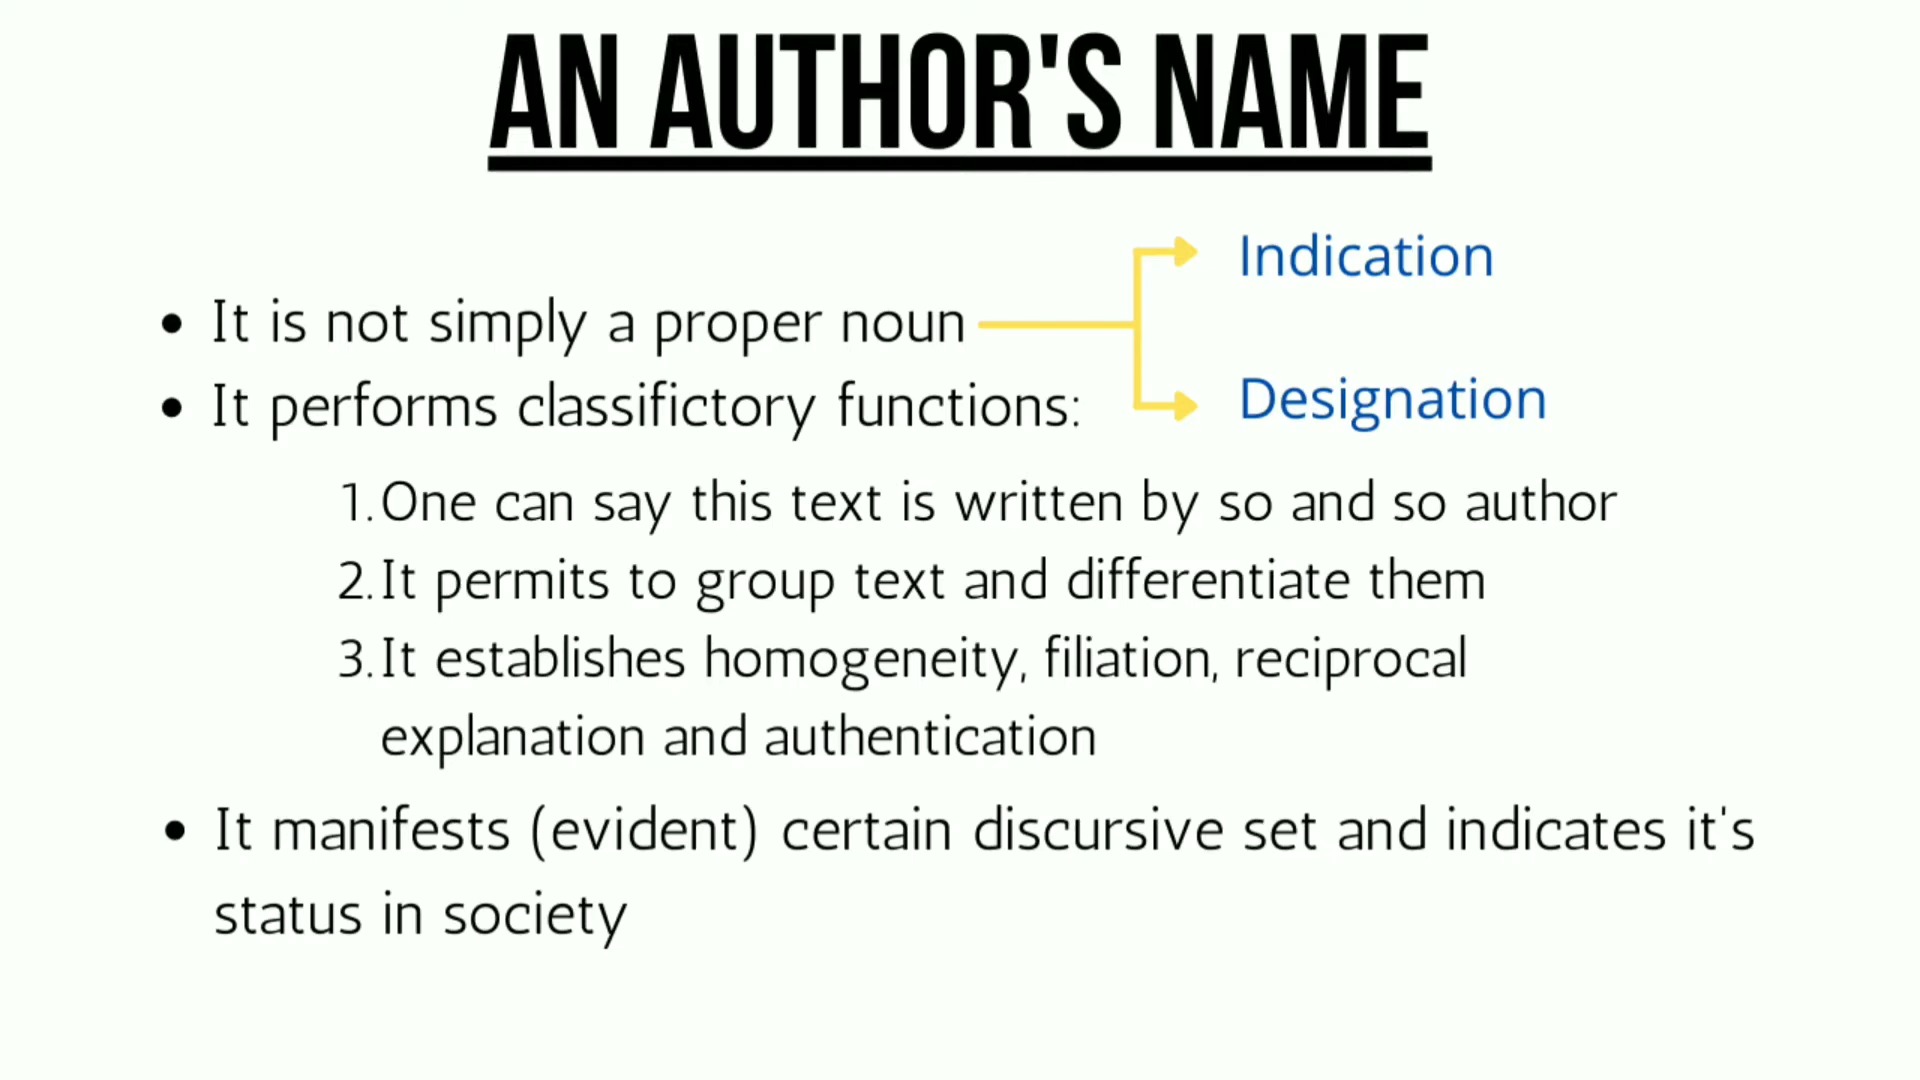 AN AUTHOR'S NAME
Indication
• It is not simply a proper noun
Designation
• It performs classifictory functions:
1. One can say this text is written by so and so author
2. It permits to group text and differentiate them
3. It establishes homogeneity, filiation, reciprocal
explanation and authentication
• It manifests (evident) certain discursive set and indicates it's
status in society